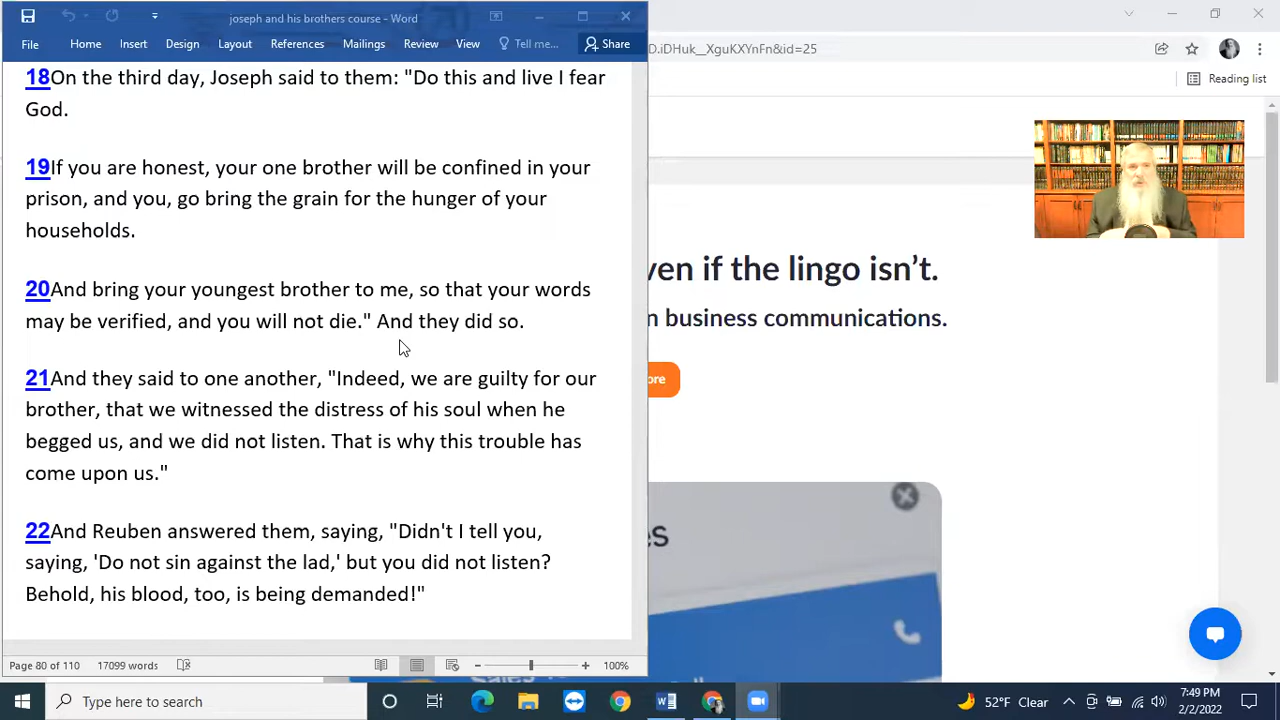 joseph and his brothers course - Word
File Home Insert Design Layout References Mailings Review View Tell me... Share
D.iDHuk__XguKXYnFn&id=25
Reading list
18On the third day, Joseph said to them: "Do this and live I fear
God.
19If you are honest, your one brother will be confined in your
prison, and you, go bring the grain for the hunger of your
households.
20And bring your youngest brother to me, so that your words
may be verified, and you will not die." And they did so.
21And they said to one another, "Indeed, we are guilty for our
brother, that we witnessed the distress of his soul when he
begged us, and we did not listen. That is why this trouble has
come upon us."
22And Reuben answered them, saying, "Didn't I tell you,
saying, 'Do not sin against the lad,' but you did not listen?
Behold, his blood, too, is being demanded!"
ven if the lingo isn't.
n business communications.
ore
es
Page 80 of 110 17099 words 100%
Type here to search
52°F Clear
7:49 PM
2/2/2022